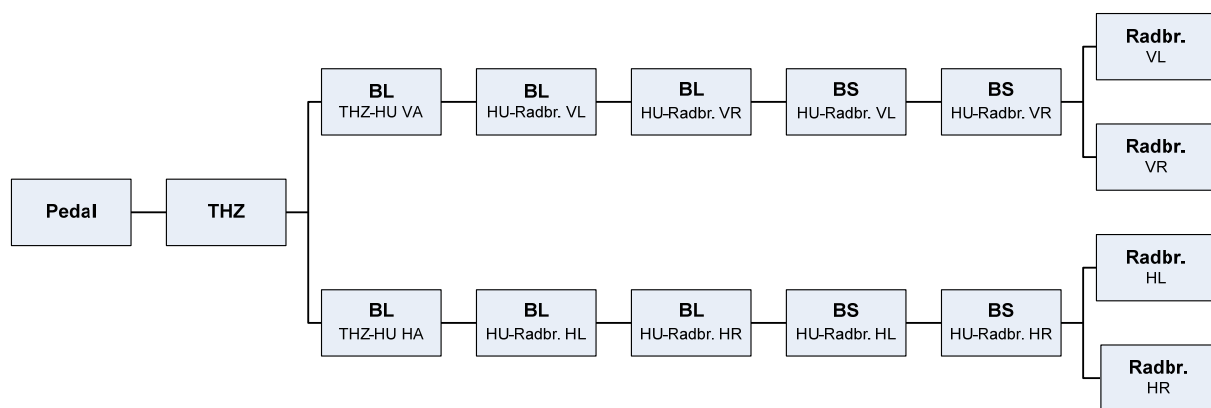 Radbr.
VL
BL
THZ-HU VA
BL
HU-Radbr. VL
BL
HU-Radbr. VR
BS
HU-Radbr. VL
BS
HU-Radbr. VR
Radbr.
VR
Pedal
THZ
Radbr.
HL
BL
THZ-HU HA
BL
HU-Radbr. HL
BL
HU-Radbr. HR
BS
HU-Radbr. HL
BS
HU-Radbr. HR
Radbr.
HR